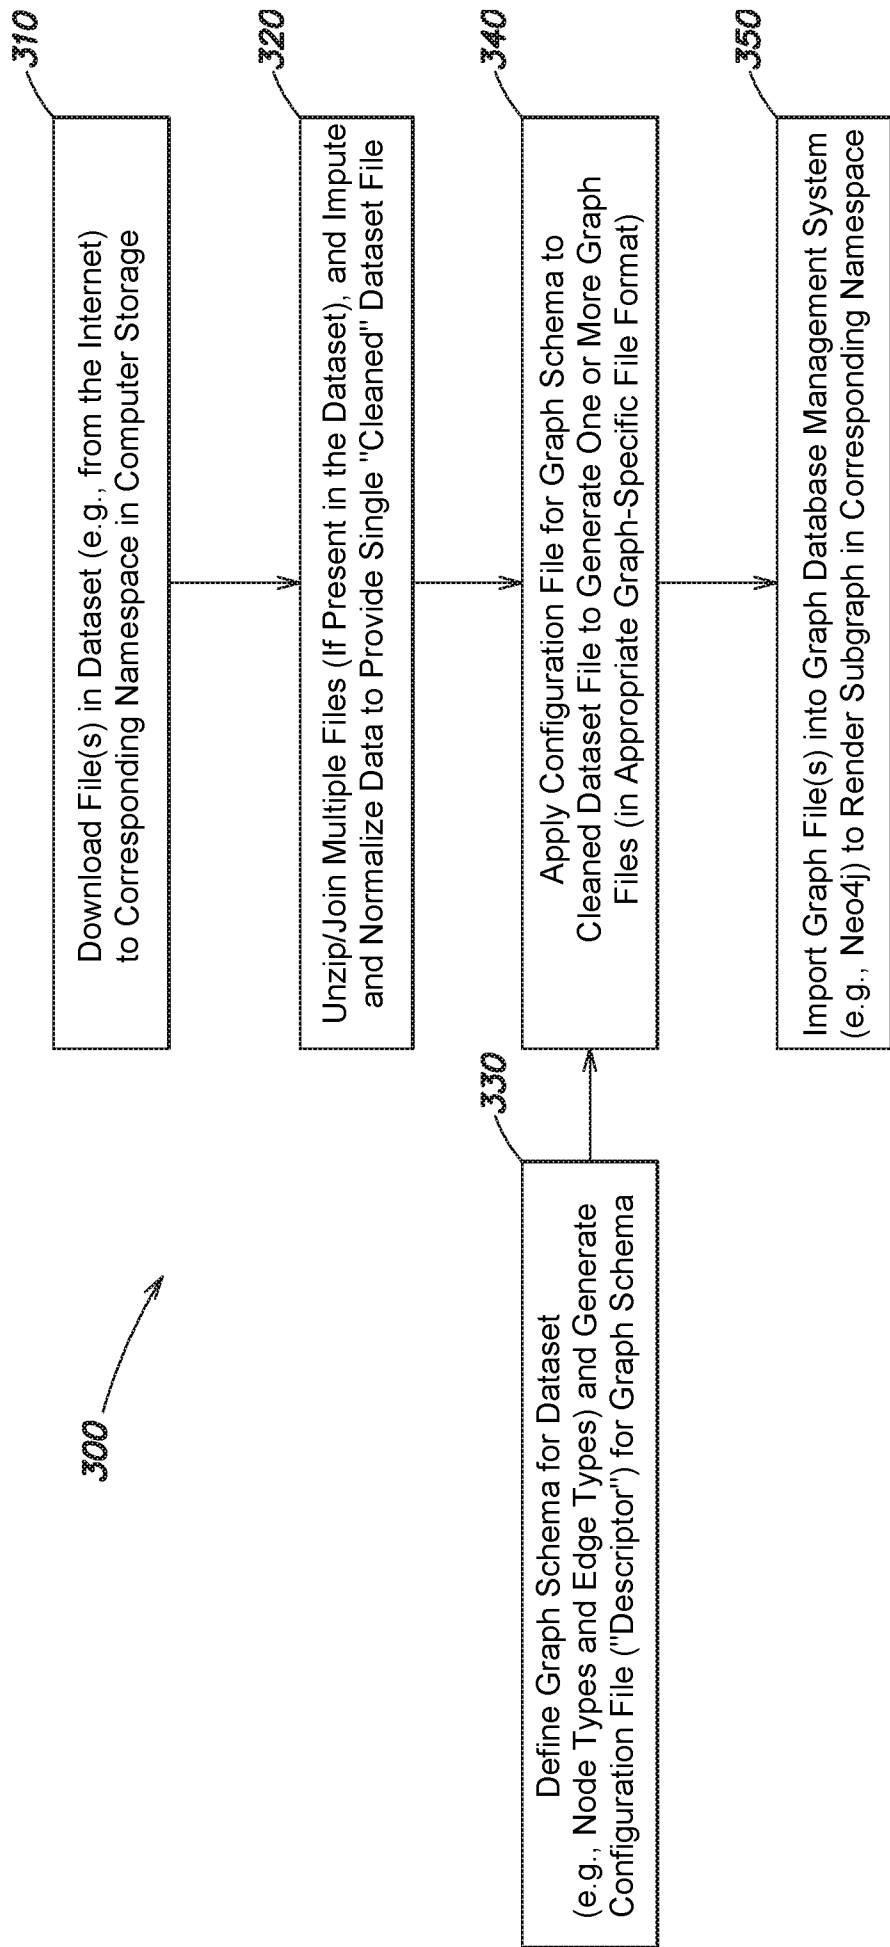 300
310
Download File(s) in Dataset (e.g., from the Internet)
to Corresponding Namespace in Computer Storage
320
Unzip/Join Multiple Files (If Present in the Dataset), and Impute
and Normalize Data to Provide Single "Cleaned" Dataset File
330
Define Graph Schema for Dataset
(e.g., Node Types and Edge Types) and Generate
Configuration File ("Descriptor") for Graph Schema
340
Apply Configuration File for Graph Schema to
Cleaned Dataset File to Generate One or More Graph
Files (in Appropriate Graph-Specific File Format)
350
Import Graph File(s) into Graph Database Management System
(e.g., Neo4j) to Render Subgraph in Corresponding Namespace